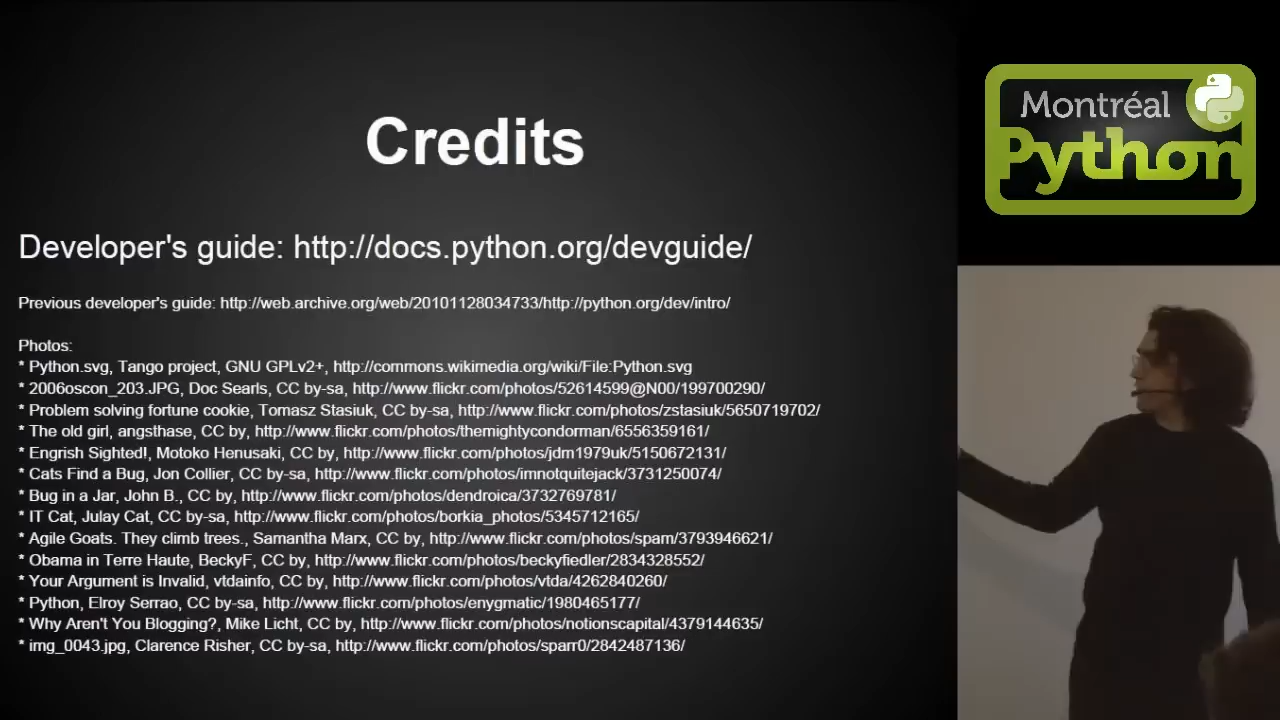 Credits
Developer's guide: http://docs.python.org/devguide/
Previous developer's guide: http://web.archive.org/web/20101128034733/http://python.org/dev/intro/
Photos:
* Python.svg, Tango project, GNU GPLv2+, http://commons.wikimedia.org/wiki/File:Python.svg
* 2006oscon_203.JPG, Doc Searls, CC by-sa, http://www.flickr.com/photos/52614599@N00/199700290/
* Problem solving fortune cookie, Tomasz Stasiuk, CC by-sa, http://www.flickr.com/photos/zstasiuk/5650719702/
* The old girl, angsthase, CC by, http://www.flickr.com/photos/themightycondorman/6556359161/
* Engrish Sighted!, Motoko Henusaki, CC by, http://www.flickr.com/photos/jdm1979uk/5150672131/
* Cats Find a Bug, Jon Collier, CC by-sa, http://www.flickr.com/photos/imnotquitejack/3731250074/
* Bug in a Jar, John B., CC by, http://www.flickr.com/photos/dendroica/3732769781/
* IT Cat, Julay Cat, CC by-sa, http://www.flickr.com/photos/borkia_photos/5345712165/
* Agile Goats. They climb trees., Samantha Marx, CC by, http://www.flickr.com/photos/spam/3793946621/
* Obama in Terre Haute, BeckyF, CC by, http://www.flickr.com/photos/beckyfiedler/2834328552/
* Your Argument is Invalid, vtdainfo, CC by, http://www.flickr.com/photos/vtda/4262840260/
* Python, Elroy Serrao, CC by-sa, http://www.flickr.com/photos/enygmatic/1980465177/
* Why Aren't You Blogging?, Mike Licht, CC by, http://www.flickr.com/photos/notionscapital/4379144635/
* img_0043.jpg, Clarence Risher, CC by-sa, http://www.flickr.com/photos/sparr0/2842487136/
Montréal
Python